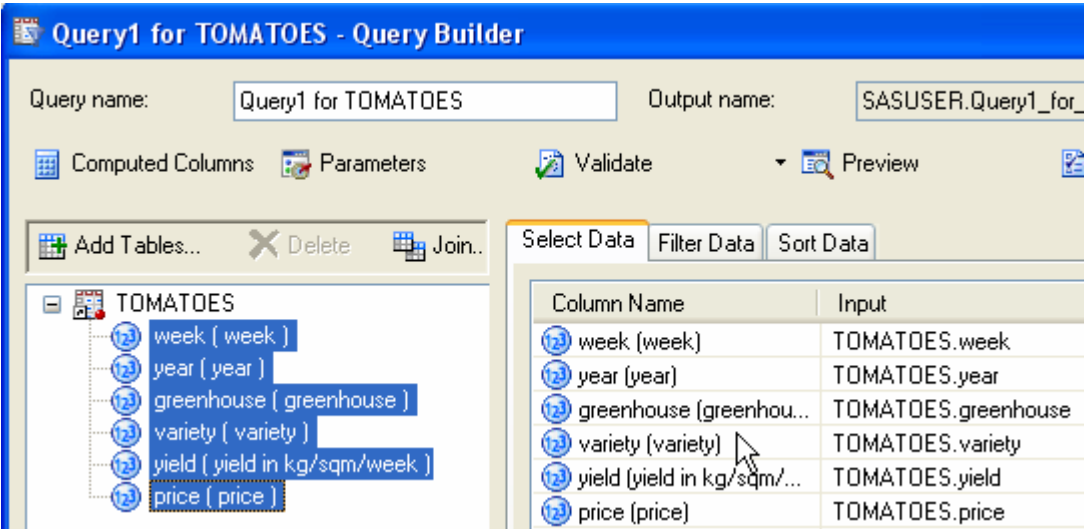 Query1 for TOMATOES - Query Builder
Query name: Query1 for TOMATOES Output name: SASUSER.Query1_for_
Computed Columns Parameters Validate Preview
Add Tables... Delete Join..
TOMATOES
week ( week )
year ( year )
greenhouse ( greenhouse )
variety ( variety )
yield ( yield in kg/sqm/week )
price ( price )
Select Data Filter Data Sort Data
Column Name Input
week (week) TOMATOES.week
year (year) TOMATOES.year
greenhouse (greenhou... TOMATOES.greenhouse
variety (variety) TOMATOES.variety
yield (yield in kg/sqm/... TOMATOES.yield
price (price) TOMATOES.price